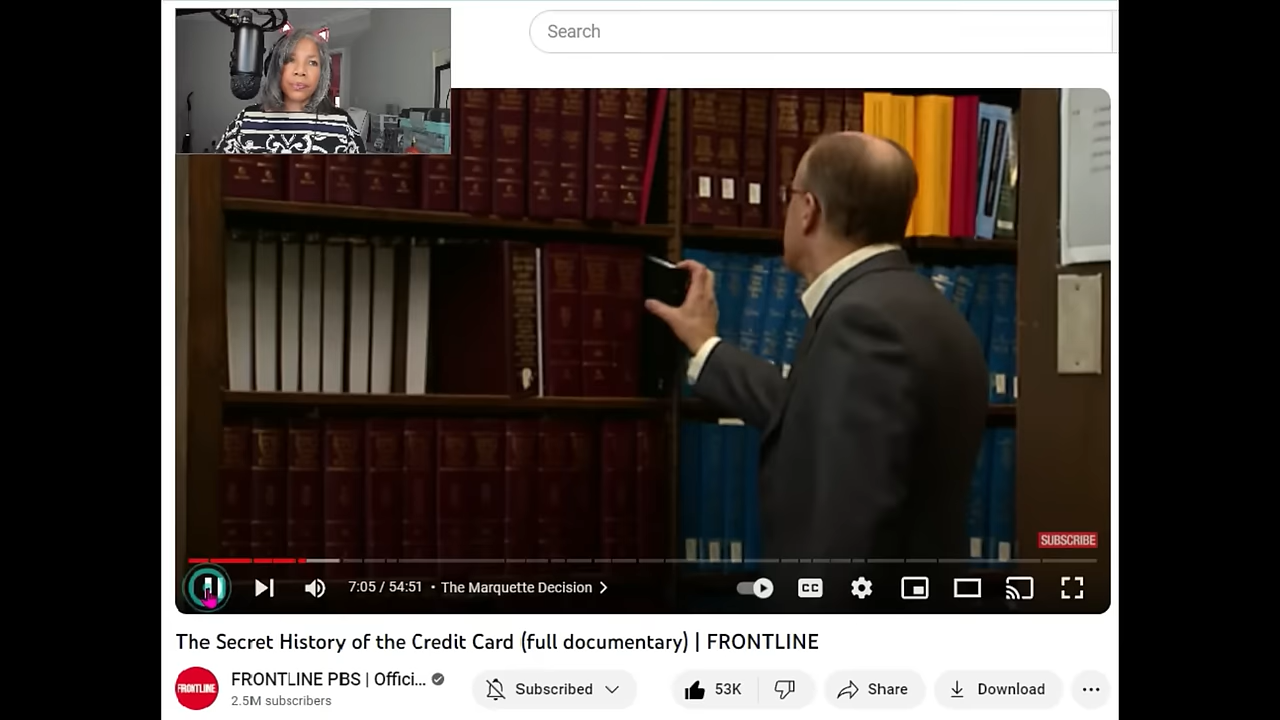 Search
SUBSCRIBE
7:05 / 54:51 • The Marquette Decision
CC
The Secret History of the Credit Card (full documentary) | FRONTLINE
FRONTLINE
FRONTLINE PBS | Offici...
2.5M subscribers
Subscribed
53K
Share
Download